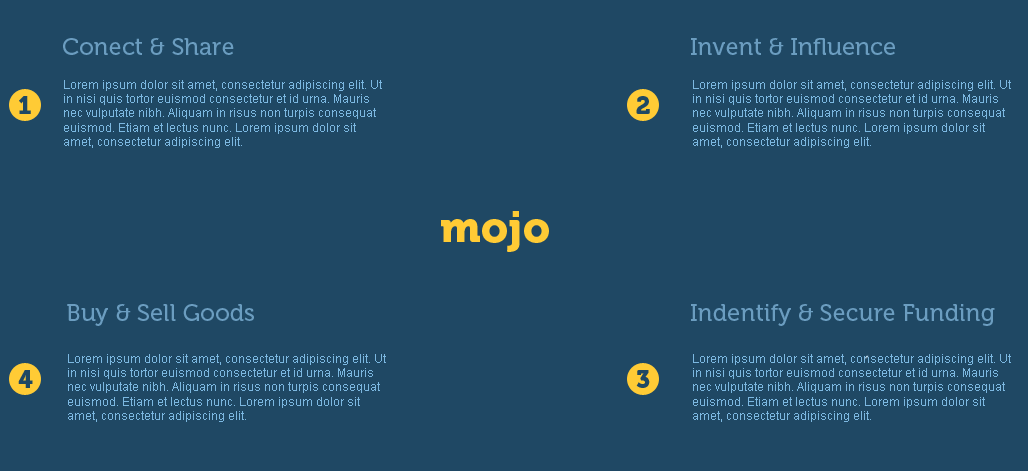 Conect & Share
1
Lorem ipsum dolor sit amet, consectetur adipiscing elit. Ut
in nisi quis tortor euismod consectetur et id urna. Mauris
nec vulputate nibh. Aliquam in risus non turpis consequat
euismod. Etiam et lectus nunc. Lorem ipsum dolor sit
amet, consectetur adipiscing elit.
Invent & Influence
2
Lorem ipsum dolor sit amet, consectetur adipiscing elit. Ut
in nisi quis tortor euismod consectetur et id urna. Mauris
nec vulputate nibh. Aliquam in risus non turpis consequat
euismod. Etiam et lectus nunc. Lorem ipsum dolor sit
amet, consectetur adipiscing elit.
mojo
Buy & Sell Goods
4
Lorem ipsum dolor sit amet, consectetur adipiscing elit. Ut
in nisi quis tortor euismod consectetur et id urna. Mauris
nec vulputate nibh. Aliquam in risus non turpis consequat
euismod. Etiam et lectus nunc. Lorem ipsum dolor sit
amet, consectetur adipiscing elit.
Indentify & Secure Funding
3
Lorem ipsum dolor sit amet, consectetur adipiscing elit. Ut
in nisi quis tortor euismod consectetur et id urna. Mauris
nec vulputate nibh. Aliquam in risus non turpis consequat
euismod. Etiam et lectus nunc. Lorem ipsum dolor sit
amet, consectetur adipiscing elit.